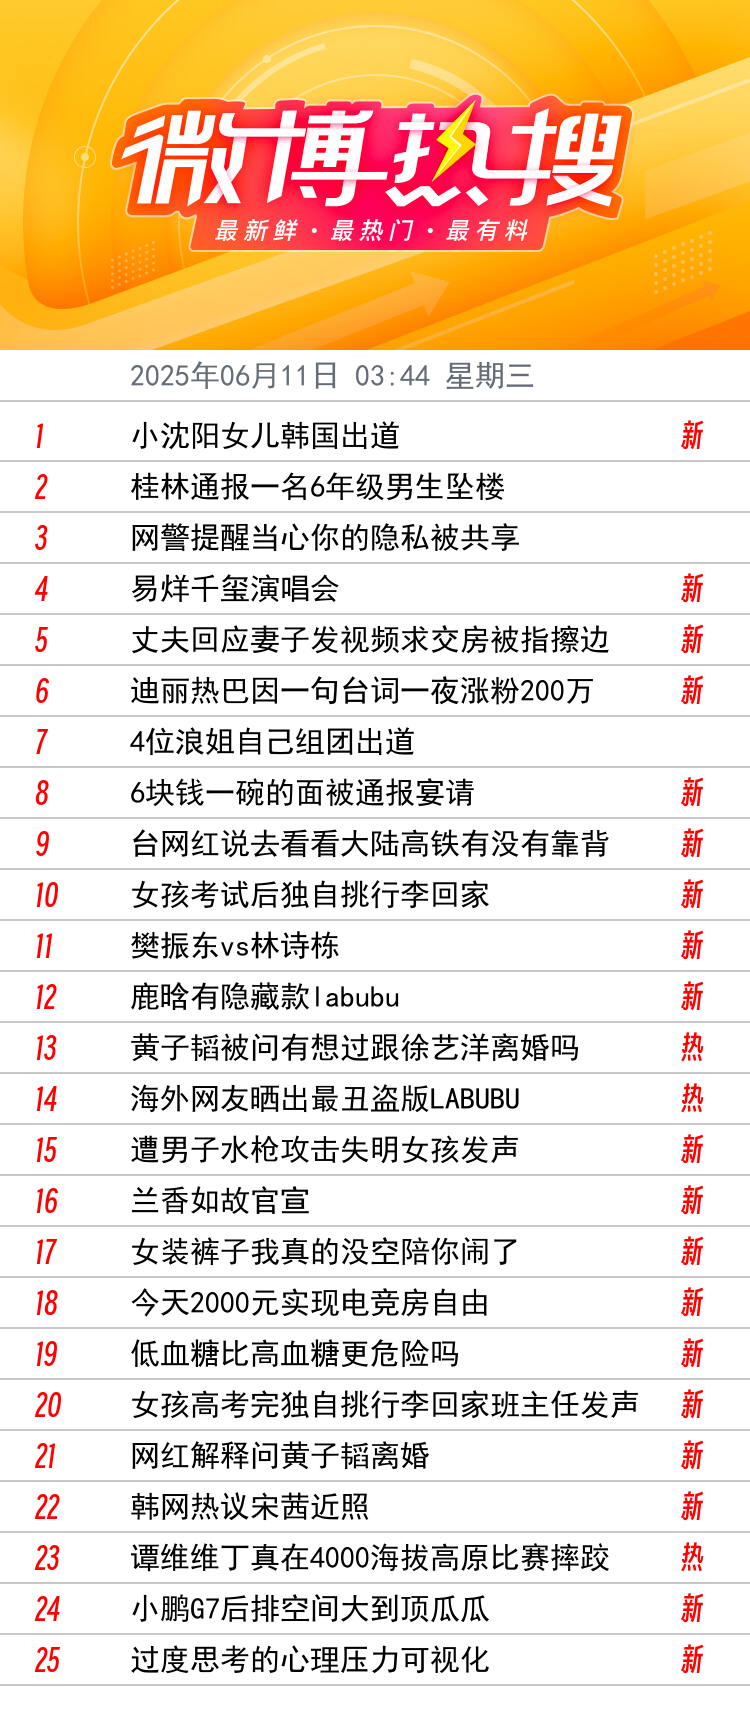 微博热搜
最新鲜·最热门·最有料
2025年06月11日 03:44 星期三
1 小沈阳女儿韩国出道 新
2 桂林通报一名6年级男生坠楼
3 网警提醒当心你的隐私被共享
4 易烊千玺演唱会 新
5 丈夫回应妻子发视频求交房被指擦边 新
6 迪丽热巴因一句台词一夜涨粉200万 新
7 4位浪姐自己组团出道
8 6块钱一碗的面被通报宴请 新
9 台网红说去看看大陆高铁有没有靠背 新
10 女孩考试后独自挑行李回家 新
11 樊振东vs林诗栋 新
12 鹿晗有隐藏款labubu 新
13 黄子韬被问有想过跟徐艺洋离婚吗 热
14 海外网友晒出最丑盗版LABUBU 热
15 遭男子水枪攻击失明女孩发声 新
16 兰香如故官宣 新
17 女装裤子我真的没空陪你闹了 新
18 今天2000元实现电竞房自由 新
19 低血糖比高血糖更危险吗 新
20 女孩高考完独自挑行李回家班主任发声 新
21 网红解释问黄子韬离婚 新
22 韩网热议宋茜近照 新
23 谭维维丁真在4000海拔高原比赛摔跤 热
24 小鹏G7后排空间大到顶瓜瓜 新
25 过度思考的心理压力可视化 新